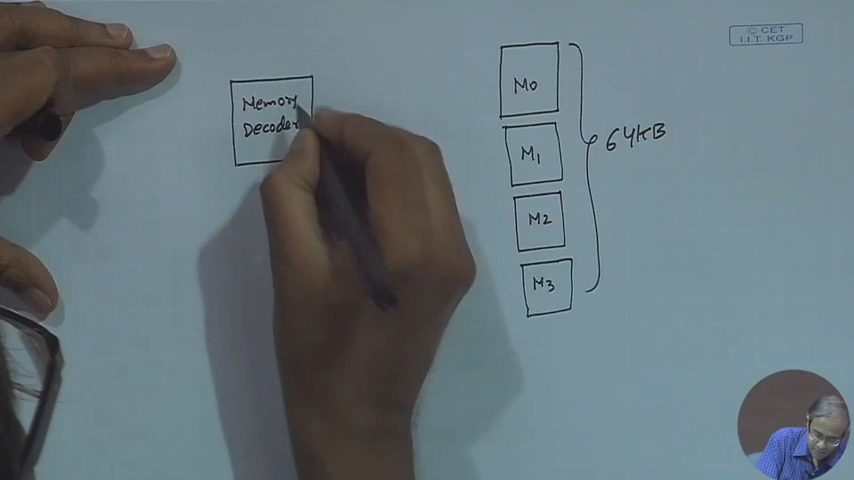 © CET
I.I.T. KGP
Memory
Decoder
M0
M1
M2
M3
64KB